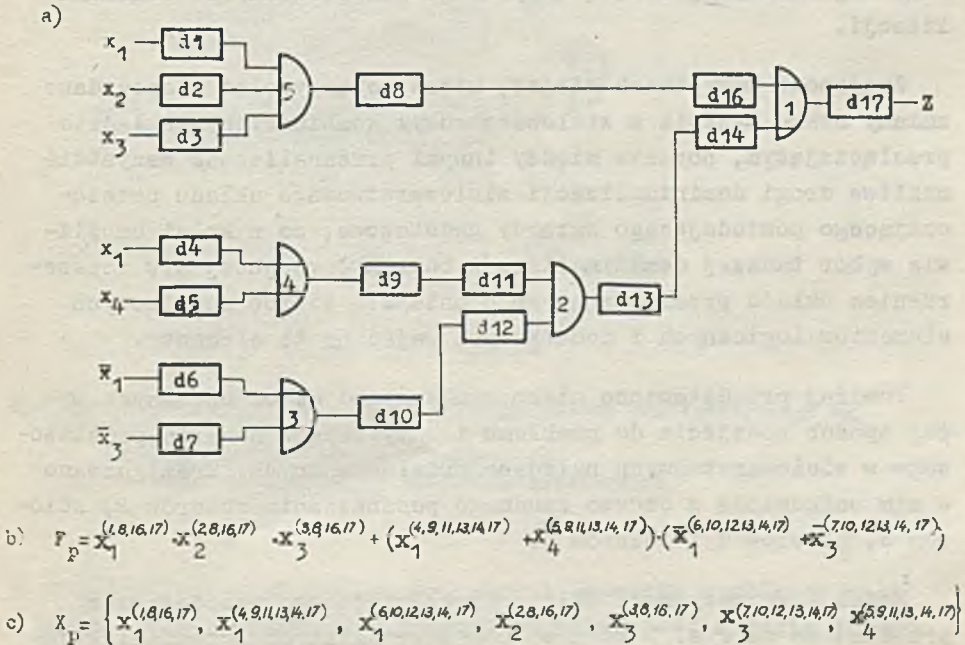 a)
x₁ d1
x₂ d2 5 d8 d16 1 d17 Z
x₃ d3 d14
x₁ d4
4 d9 d11
x₄ d5 2 d13
d12
x̄₁ d6
3 d10
x̄₃ d7
b) F_p = x₁^(1,8,16,17) · x₂^(2,8,16,17) · x₃^(3,8,16,17) + (x₁^(4,9,11,13,14,17) + x₄^(5,9,11,13,14,17)) · (x̄₁^(6,10,12,13,14,17) + x̄₃^(7,10,12,13,14,17))
c) X_p = {x₁^(1,8,16,17), x₁^(4,9,11,13,14,17), x₁^(6,10,12,13,14,17), x₂^(2,8,16,17), x₃^(3,8,16,17), x₃^(7,10,12,13,14,17), x₄^(5,9,11,13,14,17)}